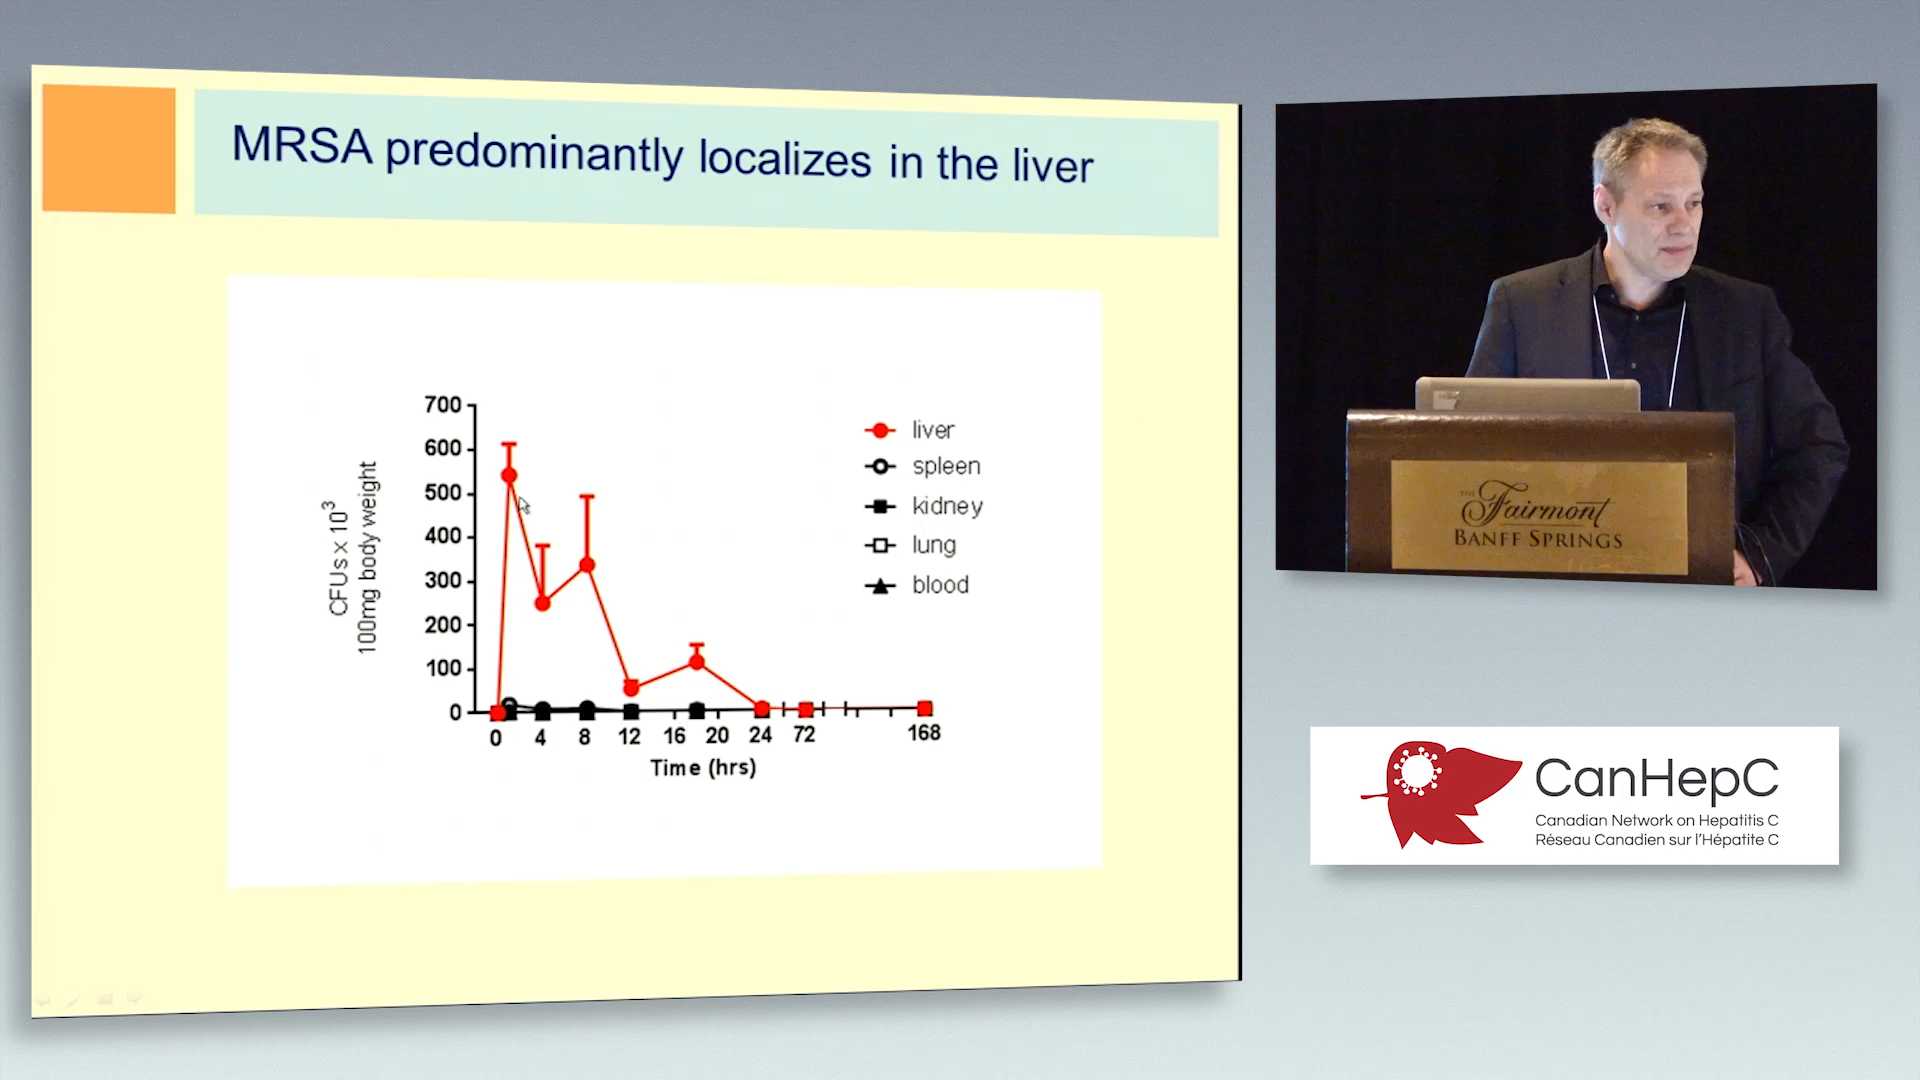 MRSA predominantly localizes in the liver
CFUs x 10³
100mg body weight
700
600
500
400
300
200
100
0
0 4 8 12 16 20 24 72 168
Time (hrs)
liver
spleen
kidney
lung
blood
THE
Fairmont
BANFF SPRINGS
CanHepC
Canadian Network on Hepatitis C
Réseau Canadien sur l'Hépatite C